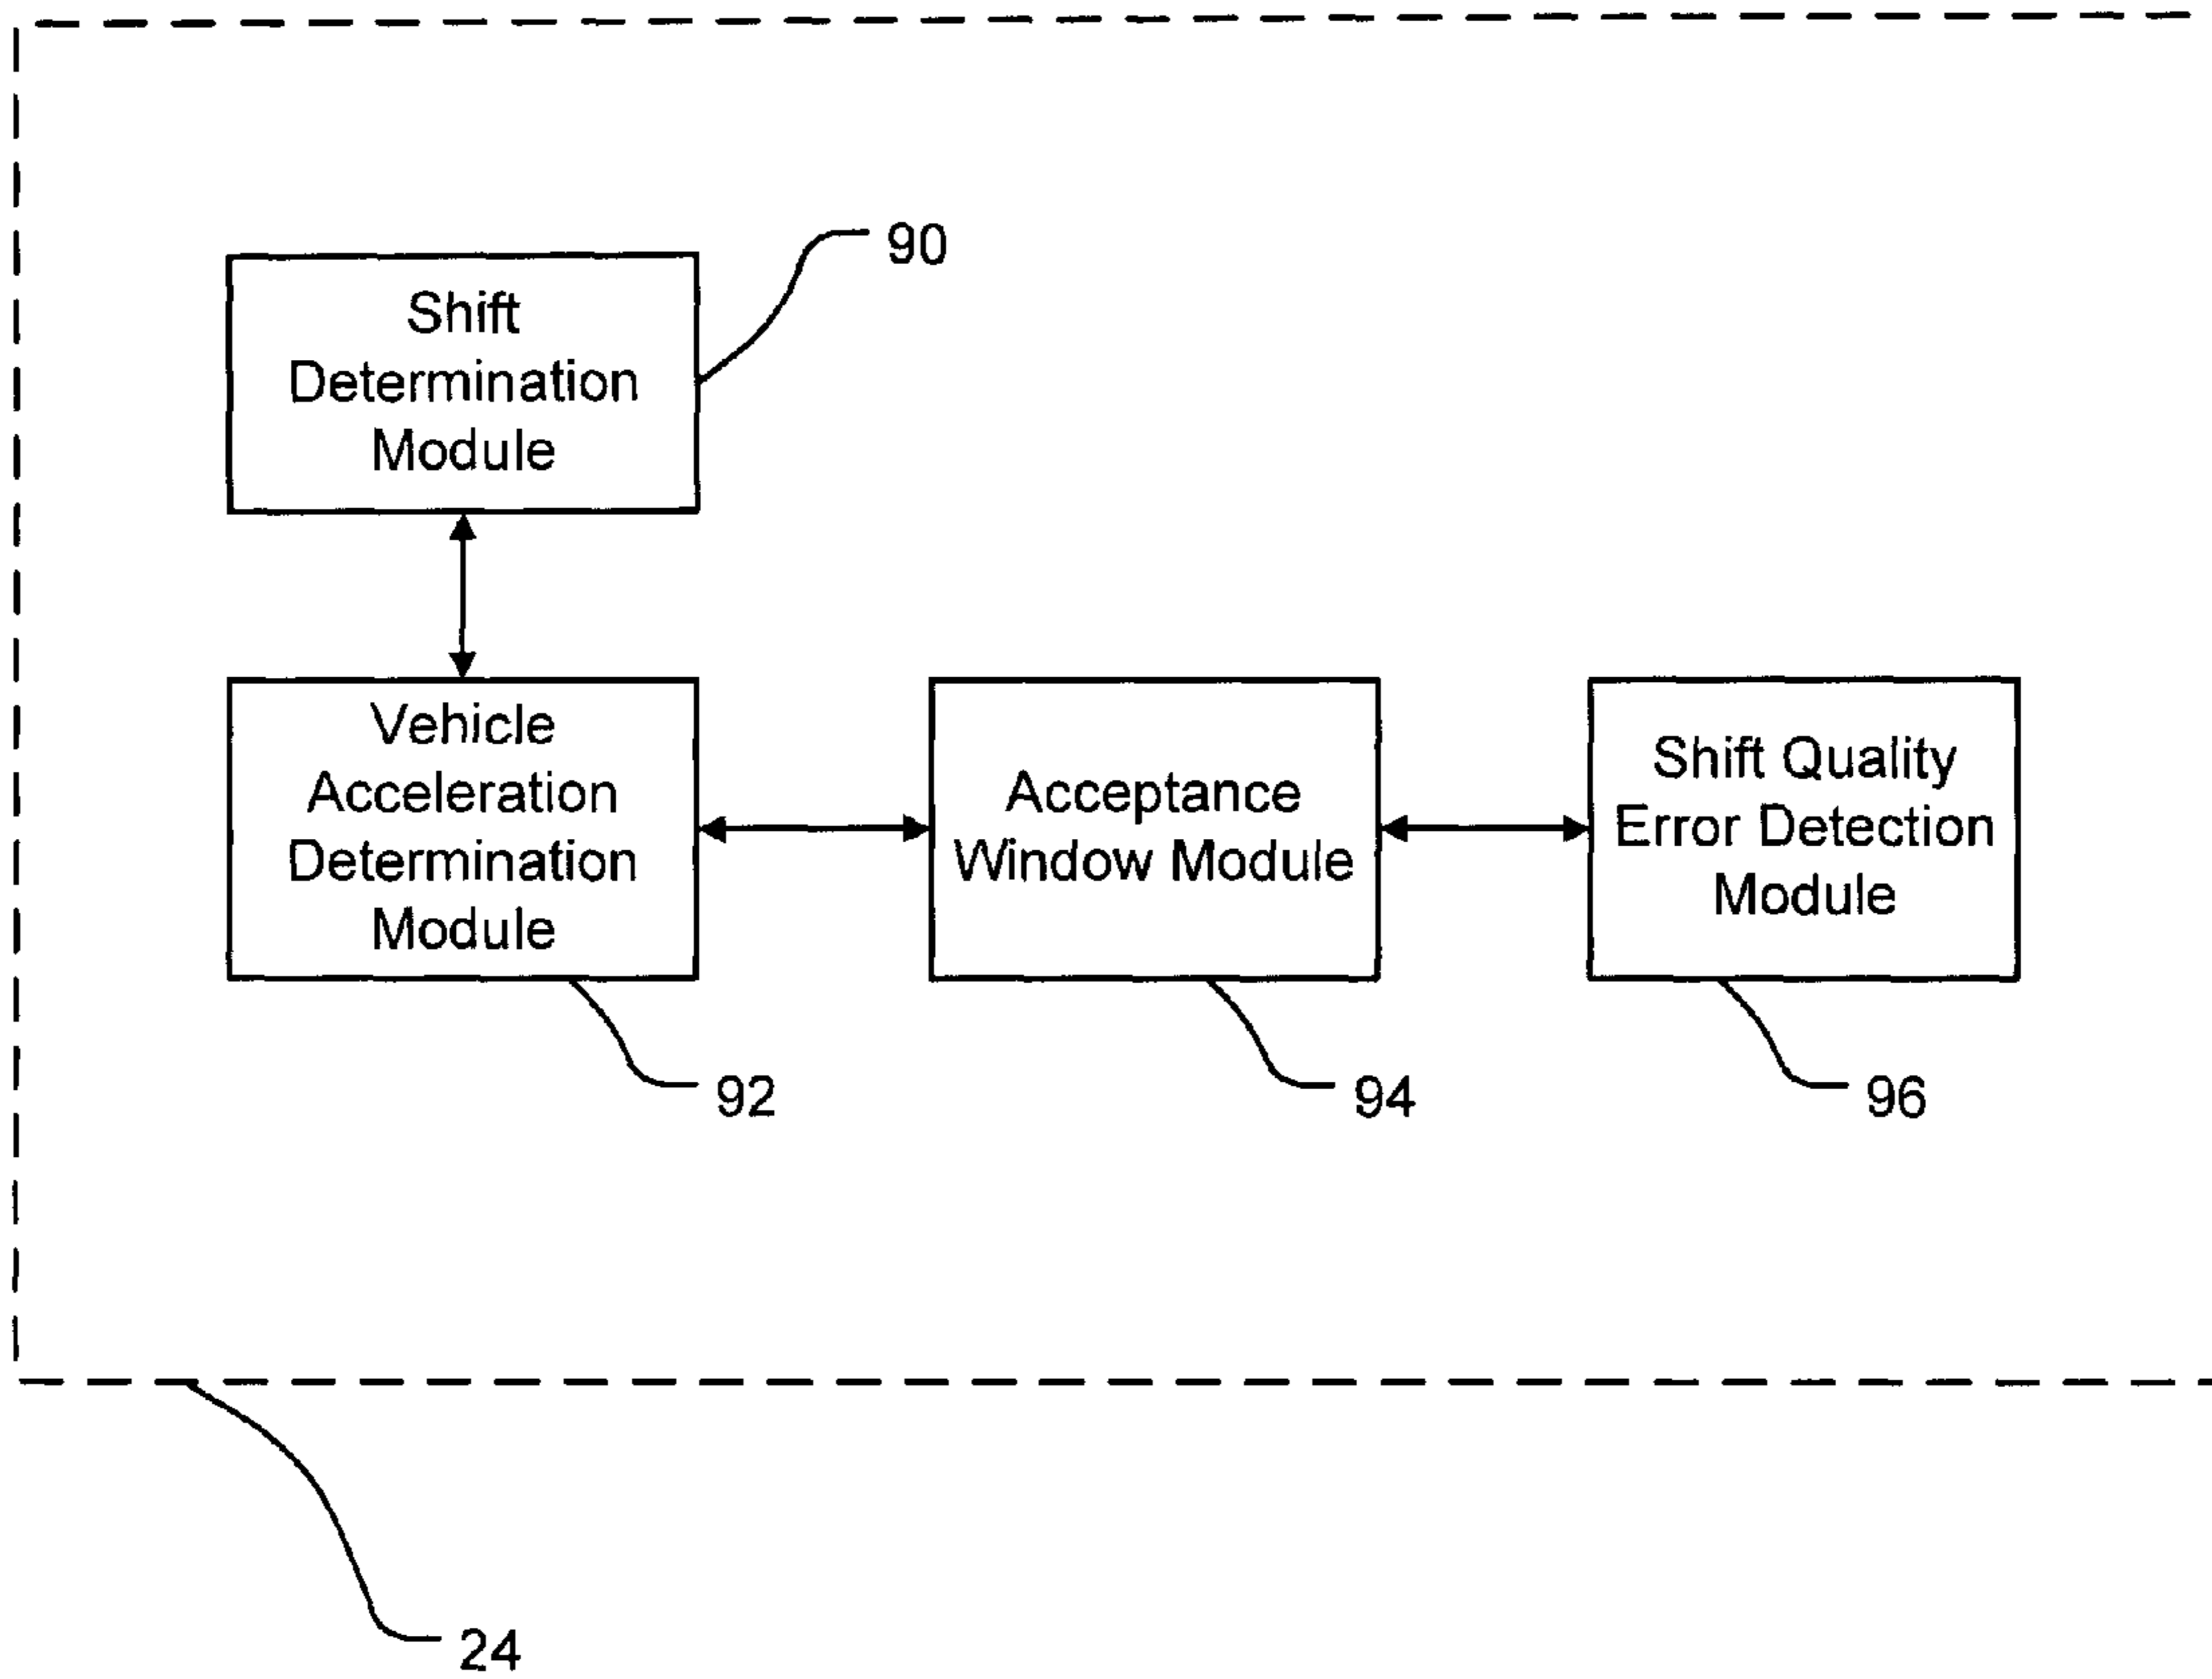 90
Shift
Determination
Module
Vehicle
Acceleration
Determination
Module
Acceptance
Window Module
Shift Quality
Error Detection
Module
92
94
96
24